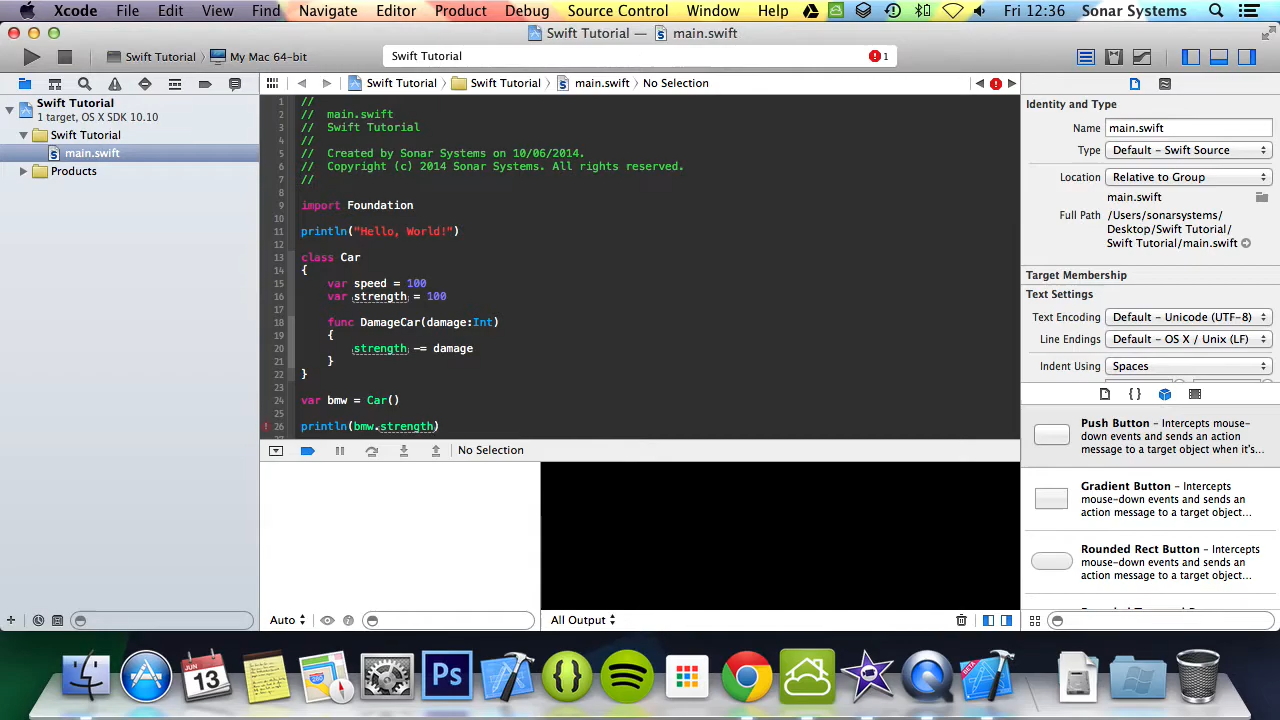 Xcode File Edit View Find Navigate Editor Product Debug Source Control Window Help Fri 12:36 Sonar Systems
Swift Tutorial — main.swift
Swift Tutorial My Mac 64-bit Swift Tutorial 1
Swift Tutorial Swift Tutorial main.swift No Selection
Swift Tutorial
1 target, OS X SDK 10.10
Swift Tutorial
main.swift
Products
1 //
2 // main.swift
3 // Swift Tutorial
4 //
5 // Created by Sonar Systems on 10/06/2014.
6 // Copyright (c) 2014 Sonar Systems. All rights reserved.
7 //
8
9 import Foundation
10
11 println("Hello, World!")
12
13 class Car
14 {
15 var speed = 100
16 var strength = 100
17
18 func DamageCar(damage:Int)
19 {
20 strength -= damage
21 }
22 }
23
24 var bmw = Car()
25
26 println(bmw.strength)
No Selection
Auto
All Output
Identity and Type
Name main.swift
Type Default - Swift Source
Location Relative to Group
main.swift
Full Path /Users/sonarsystems/
Desktop/Swift Tutorial/
Swift Tutorial/main.swift
Target Membership
Text Settings
Text Encoding Default - Unicode (UTF-8)
Line Endings Default - OS X / Unix (LF)
Indent Using Spaces
{ }
Push Button - Intercepts
mouse-down events and sends an
action message to a target object when it's...
Gradient Button - Intercepts
mouse-down events and sends an
action message to a target object...
Rounded Rect Button - Intercepts
mouse-down events and sends an
action message to a target object...
JUN
13
Ps
{}
BETA